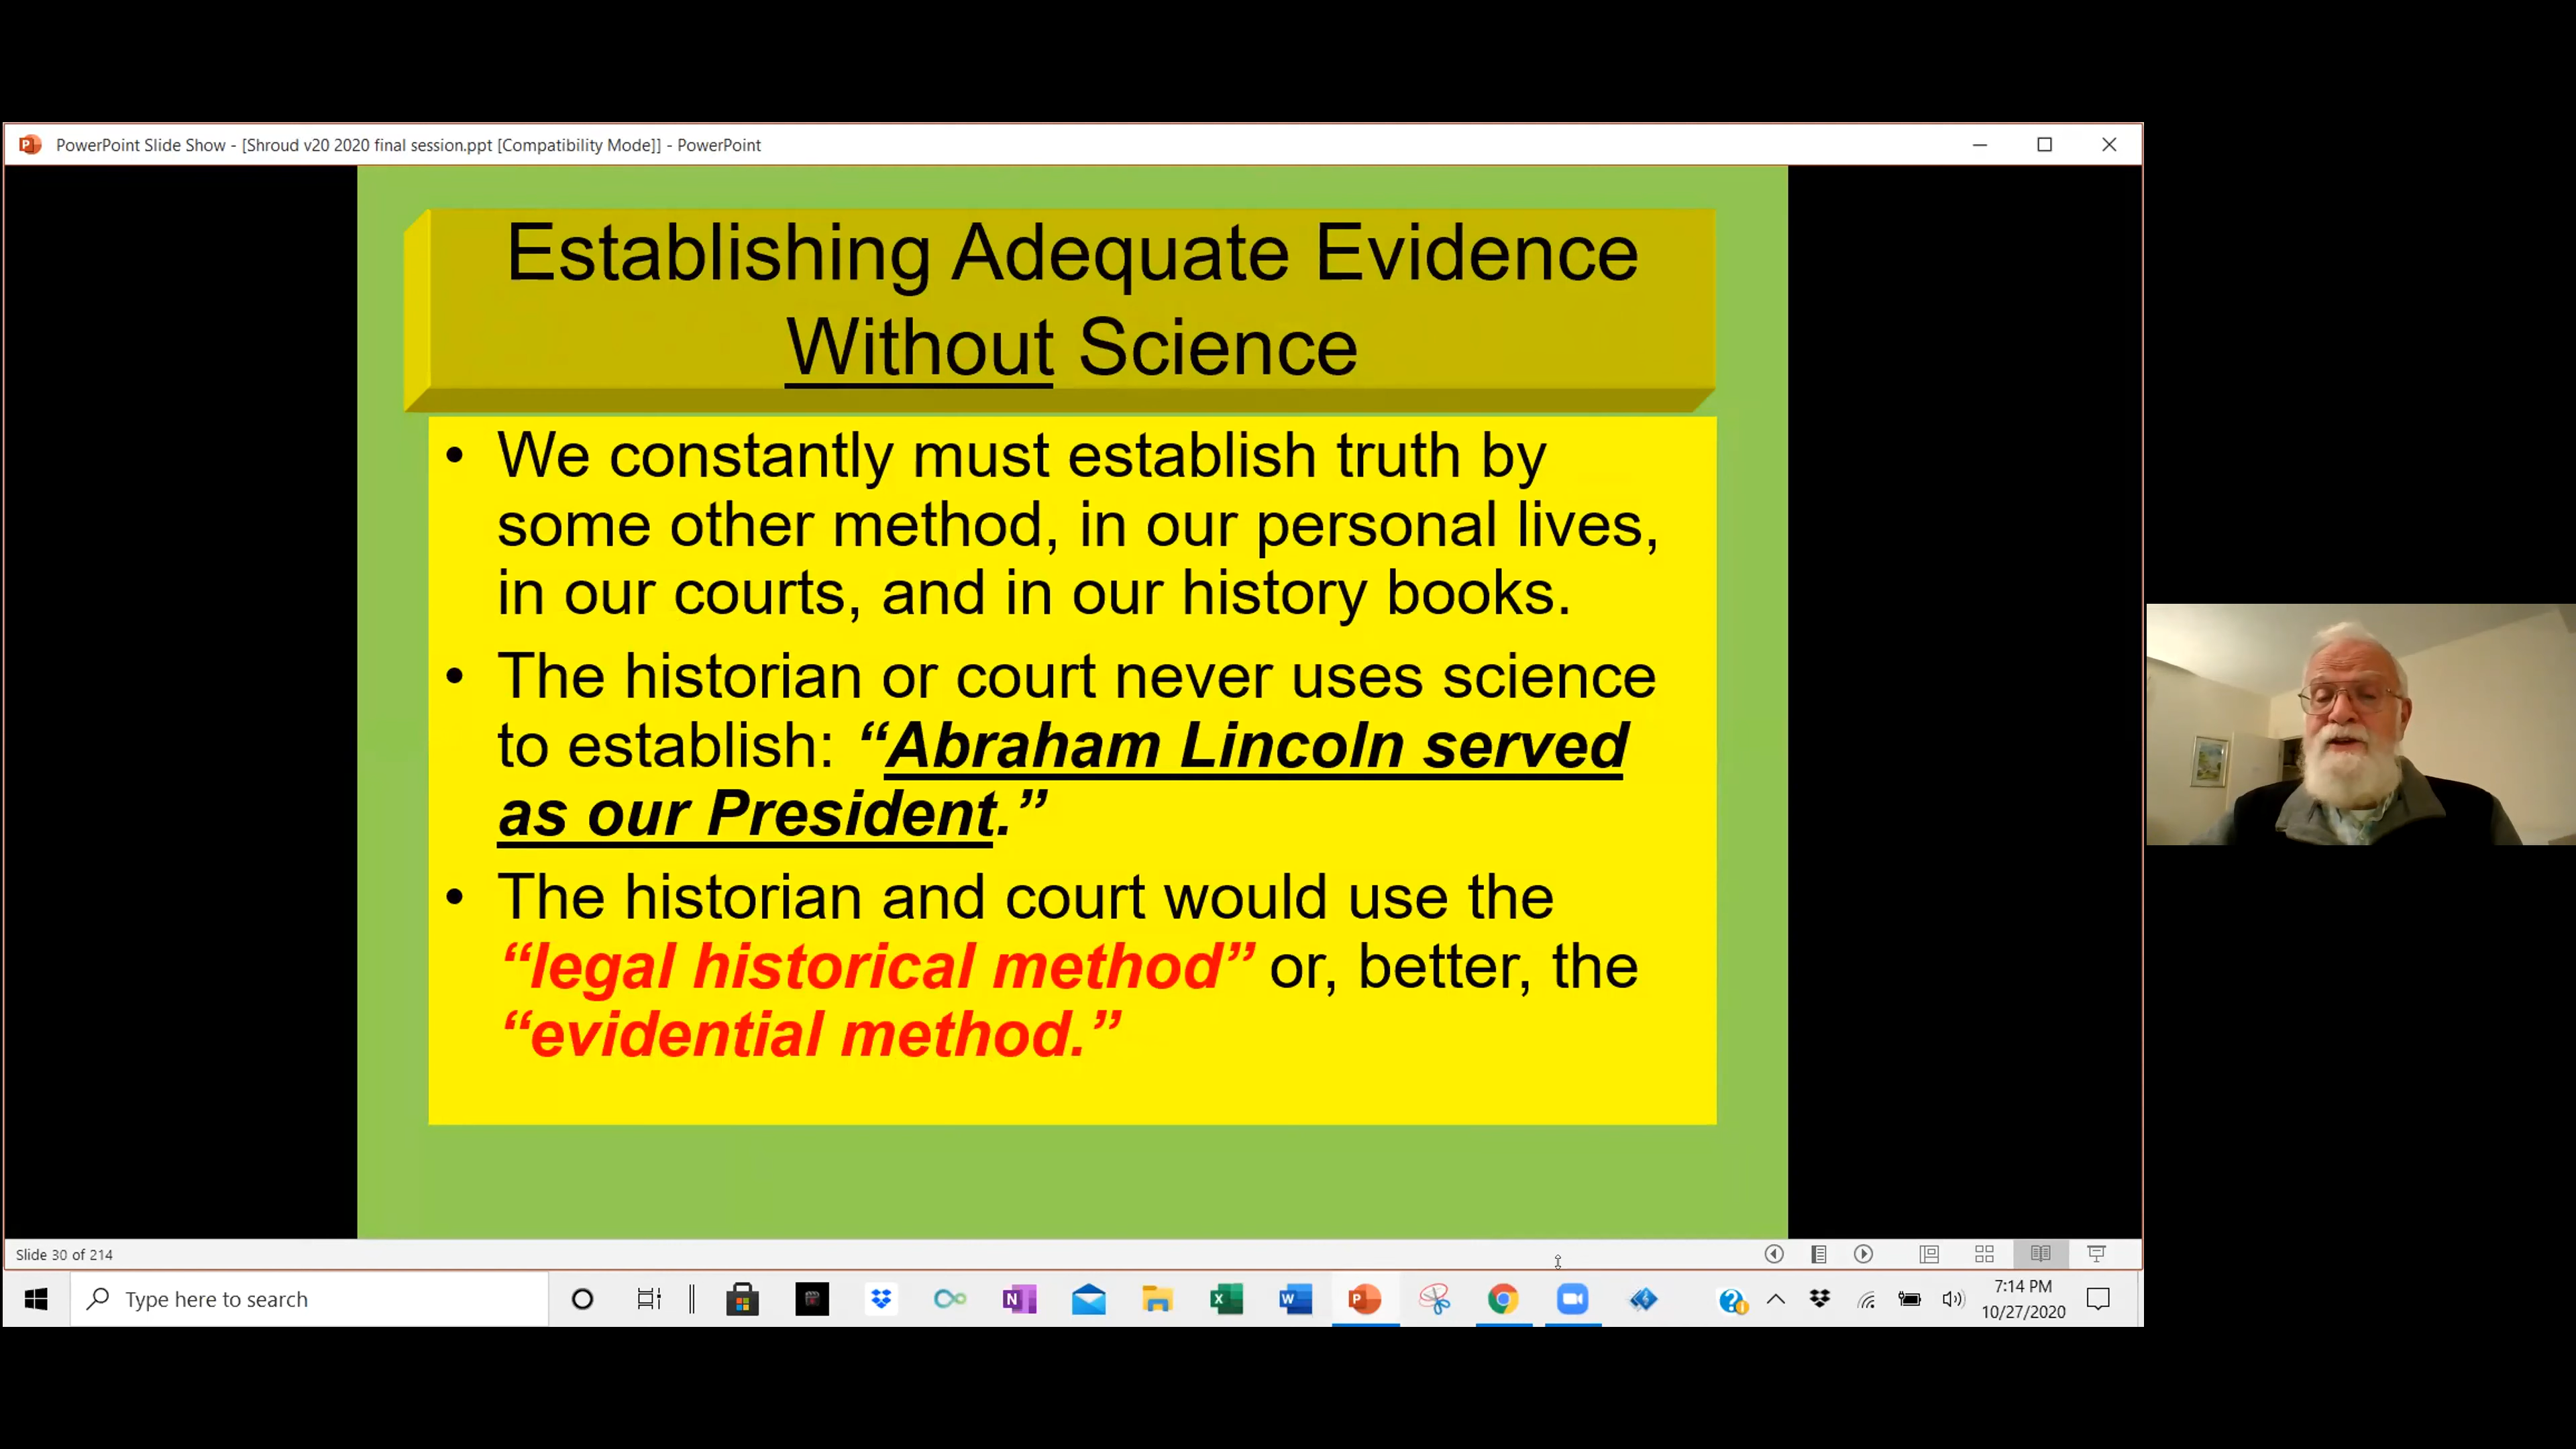 PowerPoint Slide Show - [Shroud v20 2020 final session.ppt [Compatibility Mode]] - PowerPoint
Establishing Adequate Evidence
Without Science
• We constantly must establish truth by
some other method, in our personal lives,
in our courts, and in our history books.
• The historian or court never uses science
to establish: “Abraham Lincoln served
as our President.”
• The historian and court would use the
“legal historical method” or, better, the
“evidential method.”
Slide 30 of 214
Type here to search
7:14 PM
10/27/2020